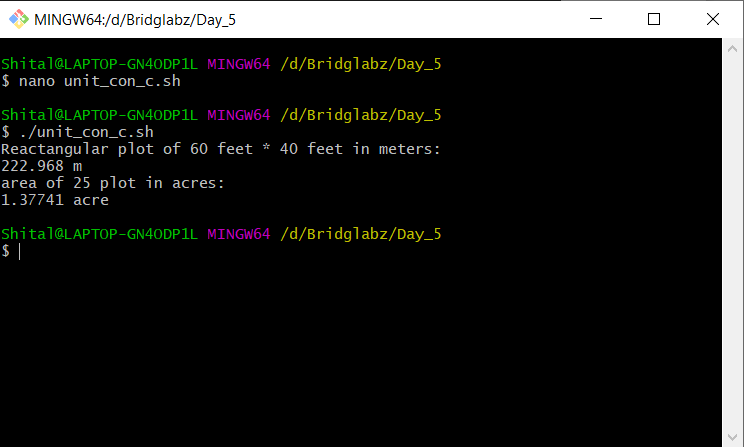 MINGW64:/d/Bridglabz/Day_5
Shital@LAPTOP-GN4ODP1L MINGW64 /d/Bridglabz/Day_5
$ nano unit_con_c.sh
Shital@LAPTOP-GN4ODP1L MINGW64 /d/Bridglabz/Day_5
$ ./unit_con_c.sh
Reactangular plot of 60 feet * 40 feet in meters:
222.968 m
area of 25 plot in acres:
1.37741 acre
Shital@LAPTOP-GN4ODP1L MINGW64 /d/Bridglabz/Day_5
$